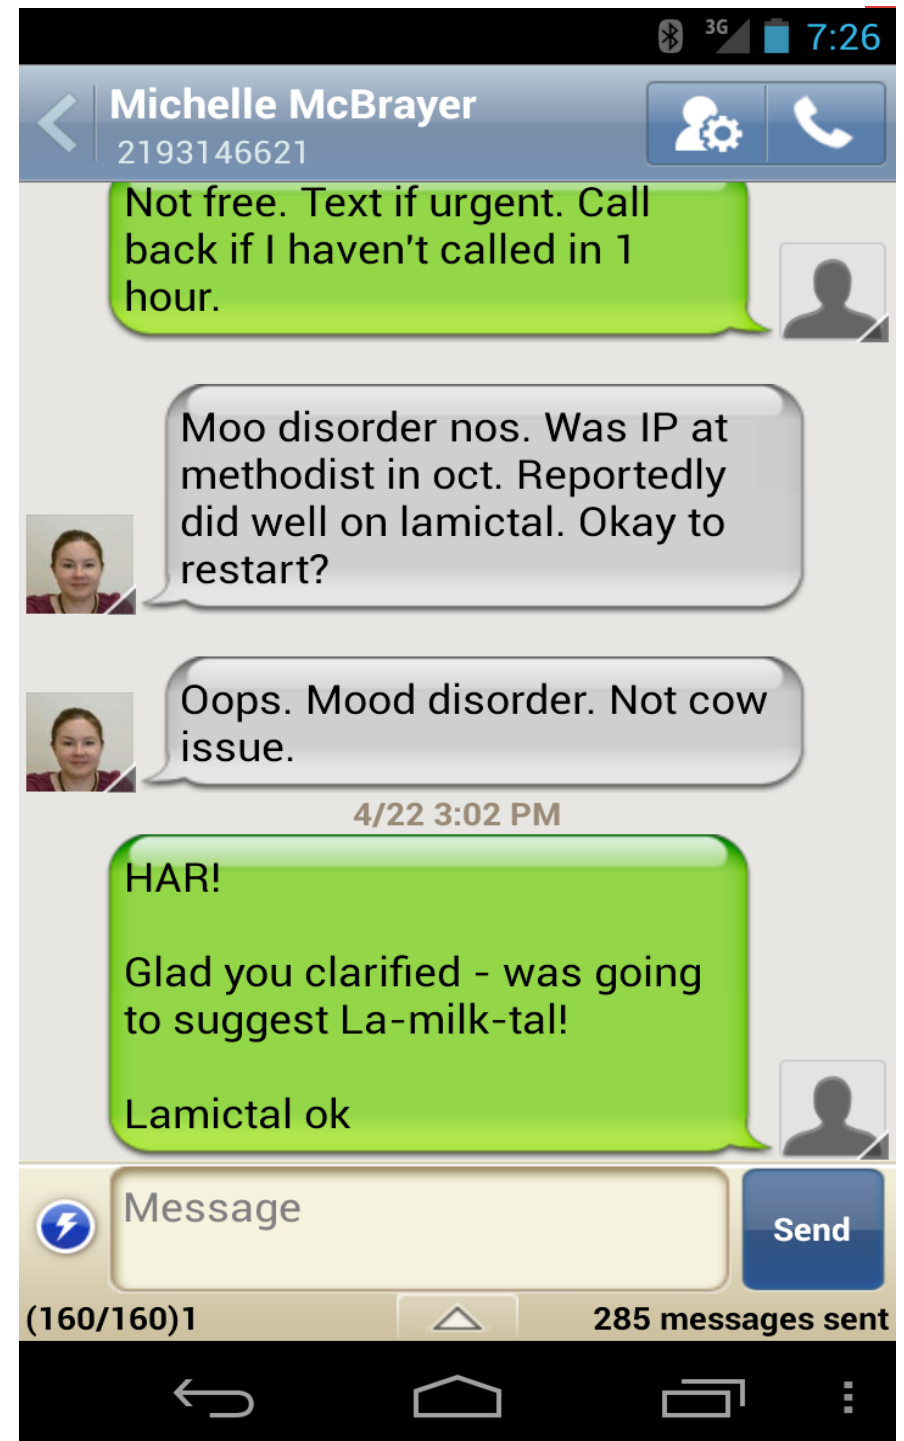 3G 7:26
Michelle McBrayer
2193146621
Not free. Text if urgent. Call
back if I haven't called in 1
hour.
Moo disorder nos. Was IP at
methodist in oct. Reportedly
did well on lamictal. Okay to
restart?
Oops. Mood disorder. Not cow
issue.
4/22 3:02 PM
HAR!
Glad you clarified - was going
to suggest La-milk-tal!
Lamictal ok
Message
Send
(160/160)1
285 messages sent